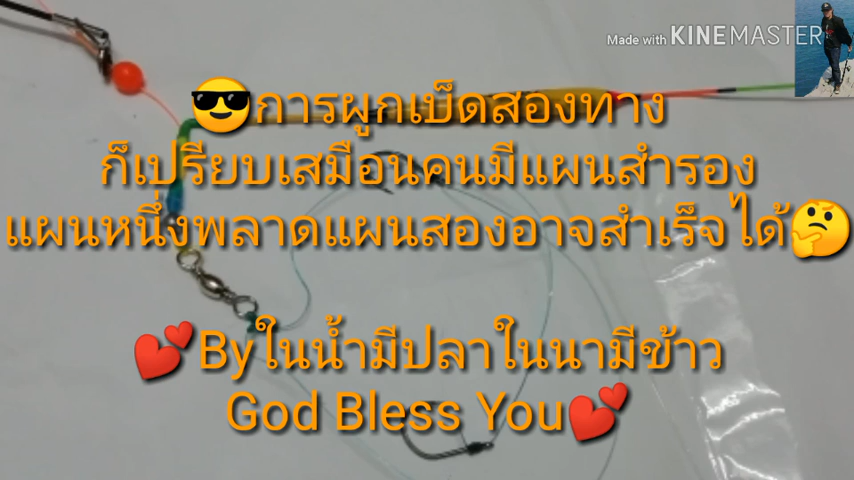 Made with KINEMASTER
😎การผูกเบ็ดสองทาง
ก็เปรียบเสมือนคนมีแผนสำรอง
แผนหนึ่งพลาดแผนสองอาจสำเร็จได้🤔
💕Byในน้ำมีปลาในนามีข้าว
God Bless You💕